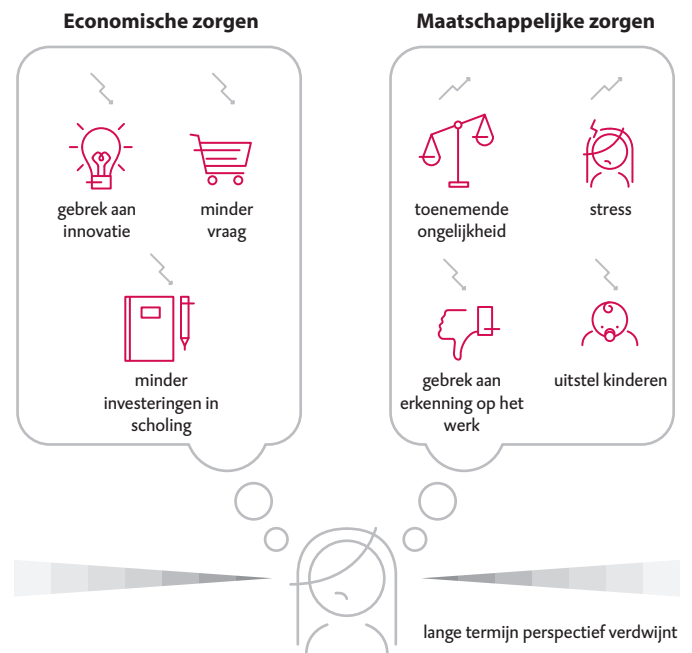 Economische zorgen
gebrek aan
innovatie
minder
vraag
minder
investeringen in
scholing
Maatschappelijke zorgen
toenemende
ongelijkheid
stress
gebrek aan
erkenning op het
werk
uitstel kinderen
lange termijn perspectief verdwijnt